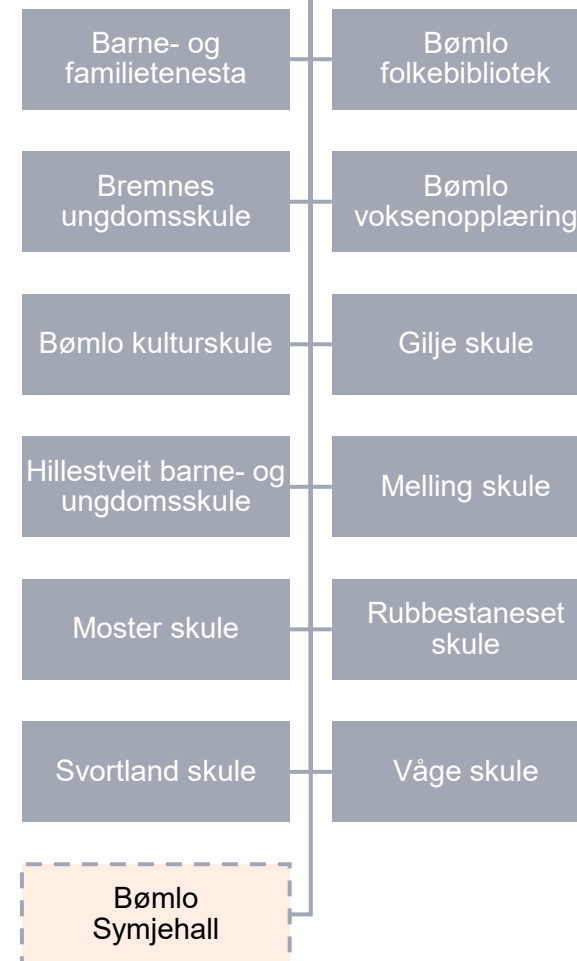 Barne- og
familietenesta
Bømlo
folkebibliotek
Bremnes
ungdomsskule
Bømlo
voksenopplæring
Bømlo kulturskule
Gilje skule
Hillestveit barne- og
ungdomsskule
Melling skule
Moster skule
Rubbestaneset
skule
Svortland skule
Våge skule
Bømlo
Symjehall